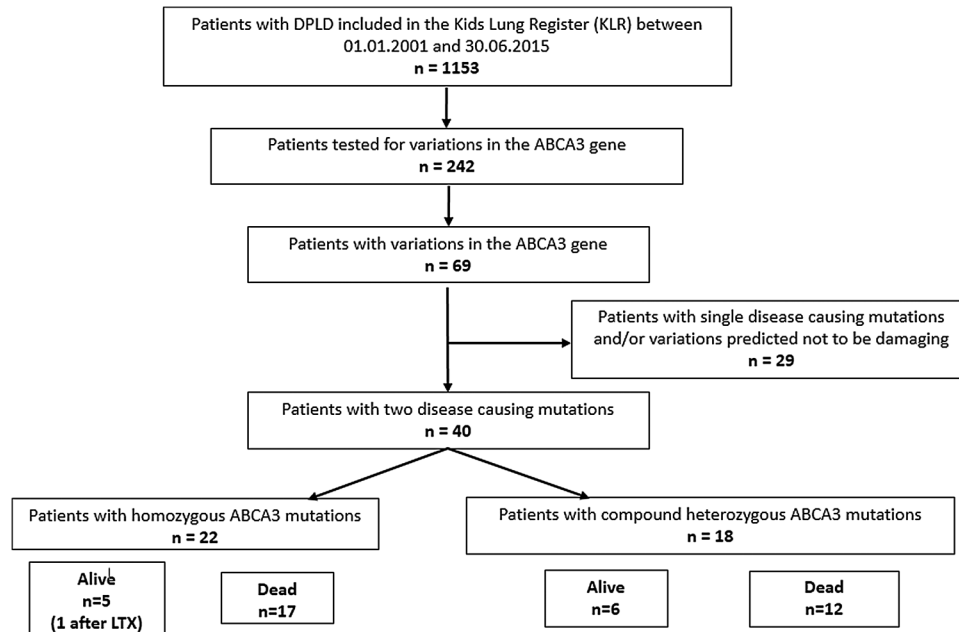 Patients with DPLD included in the Kids Lung Register (KLR) between
01.01.2001 and 30.06.2015
n = 1153
Patients tested for variations in the ABCA3 gene
n = 242
Patients with variations in the ABCA3 gene
n = 69
Patients with single disease causing mutations
and/or variations predicted not to be damaging
n = 29
Patients with two disease causing mutations
n = 40
Patients with homozygous ABCA3 mutations
n = 22
Patients with compound heterozygous ABCA3 mutations
n = 18
Alive
n=5
(1 after LTX)
Dead
n=17
Alive
n=6
Dead
n=12